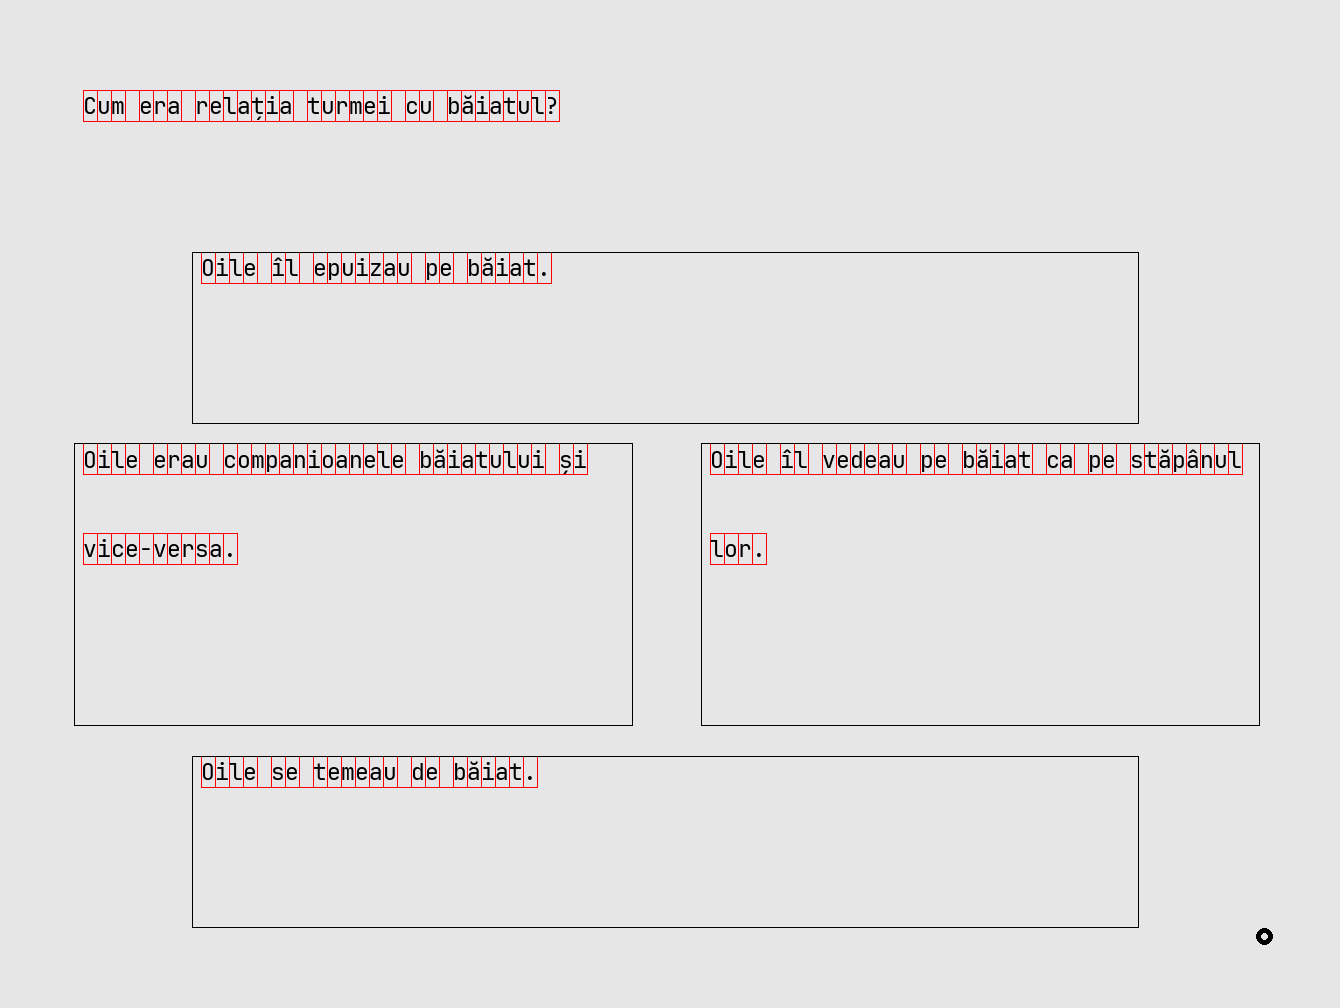 Cum era relația turmei cu băiatul?
Oile îl epuizau pe băiat.
Oile erau companioanele băiatului și
vice-versa.
Oile îl vedeau pe băiat ca pe stăpânul
lor.
Oile se temeau de băiat.